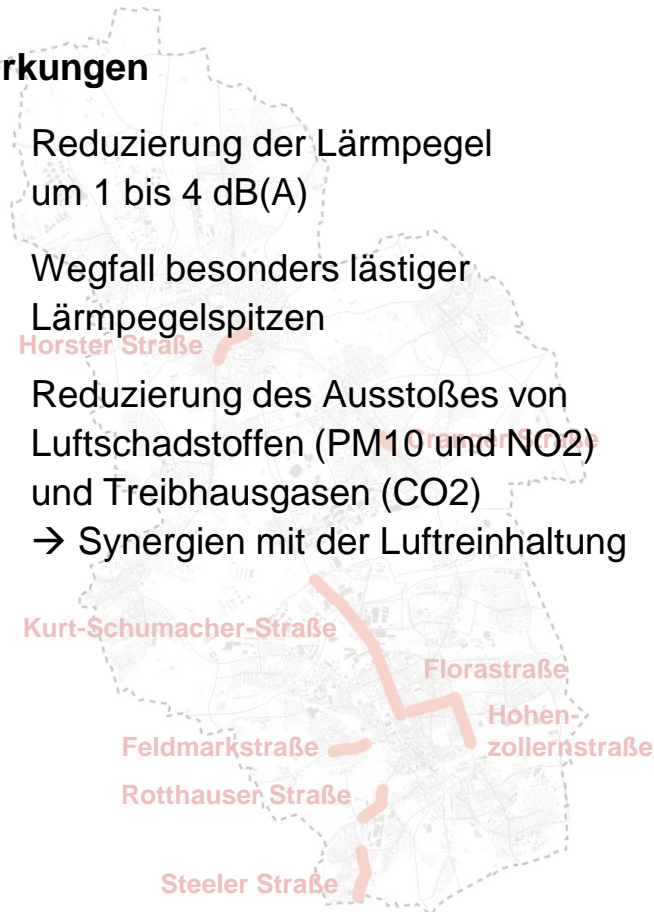 rkungen
Reduzierung der Lärmpegel
um 1 bis 4 dB(A)
Wegfall besonders lästiger
Lärmpegelspitzen
Horster Straße
Reduzierung des Ausstoßes von
Luftschadstoffen (PM10 und NO2)
Cranger Straße
und Treibhausgasen (CO2)
→ Synergien mit der Luftreinhaltung
Kurt-Schumacher-Straße
Florastraße
Hohen-
zollernstraße
Feldmarkstraße
Rotthauser Straße
Steeler Straße